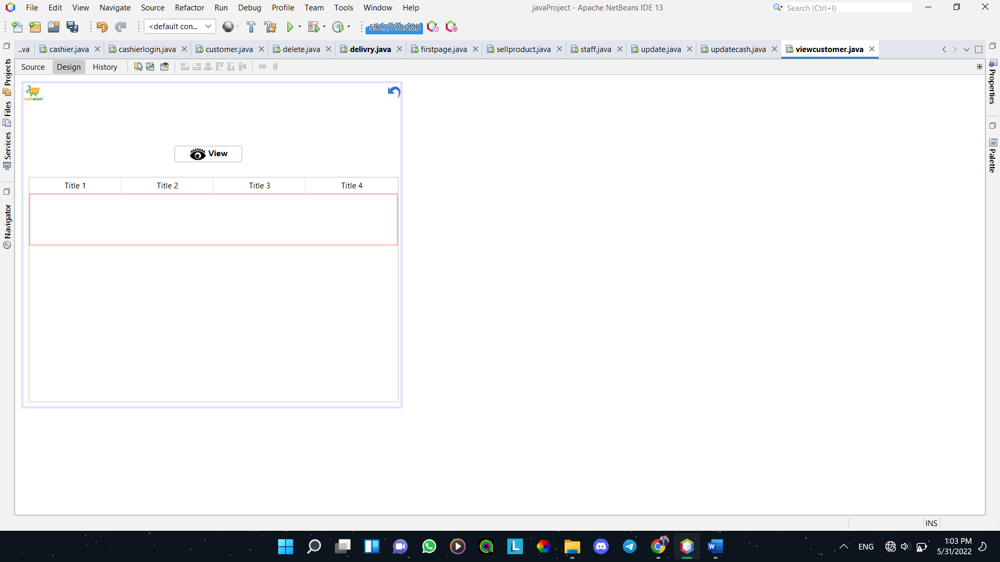 File Edit View Navigate Source Refactor Run Debug Profile Team Tools Window Help
javaProject - Apache NetBeans IDE 13
Search (Ctrl+I)
<default con...
590.7/798.0MB
..va cashier.java cashierlogin.java customer.java delete.java delivry.java firstpage.java sellproduct.java staff.java update.java updatecash.java viewcustomer.java
Source Design History
Projects
Files
Services
Navigator
Properties
Palette
SUPERMARKET
View
Title 1 Title 2 Title 3 Title 4
INS
ENG
1:03 PM
5/31/2022